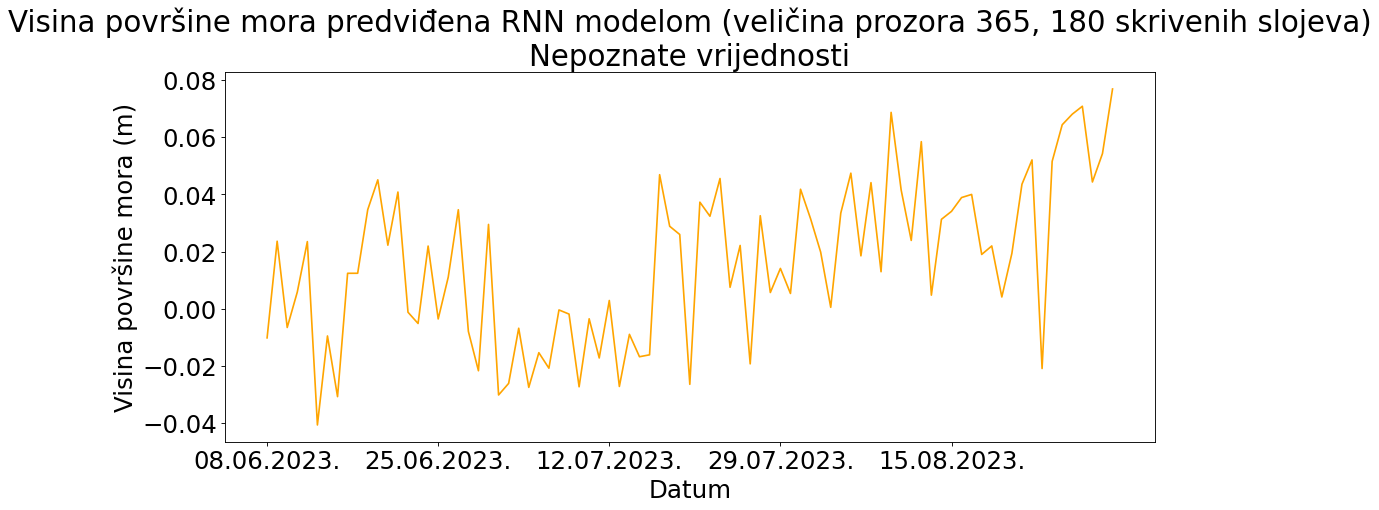 Visina površine mora predviđena RNN modelom (veličina prozora 365, 180 skrivenih slojeva)
Nepoznate vrijednosti
Visina površine mora (m)
0.08
0.06
0.04
0.02
0.00
−0.02
−0.04
08.06.2023. 25.06.2023. 12.07.2023. 29.07.2023. 15.08.2023.
Datum